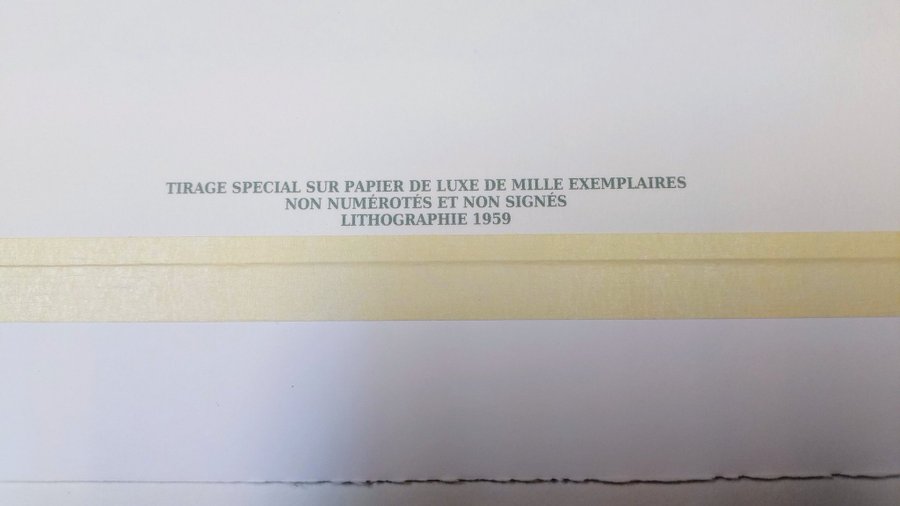 TIRAGE SPECIAL SUR PAPIER DE LUXE DE MILLE EXEMPLAIRES
NON NUMÉROTÉS ET NON SIGNÉS
LITHOGRAPHIE 1959